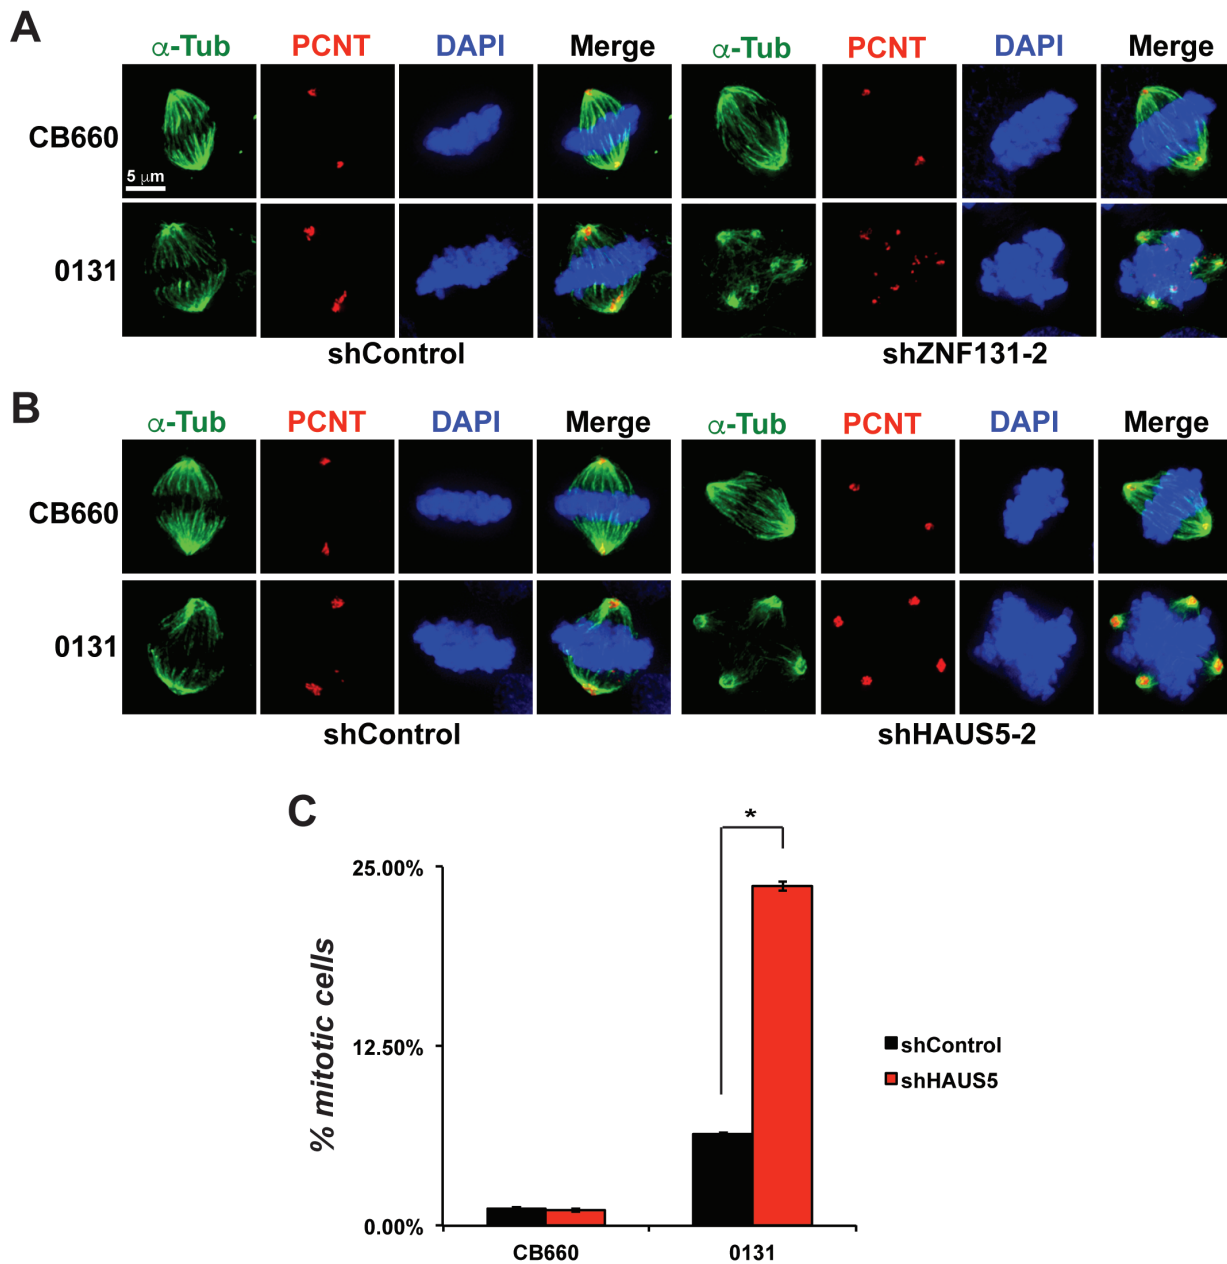 A
α-Tub PCNT DAPI Merge α-Tub PCNT DAPI Merge
CB660
5 μm
0131
shControl shZNF131-2
B
α-Tub PCNT DAPI Merge α-Tub PCNT DAPI Merge
CB660
0131
shControl shHAUS5-2
C
*
25.00%
12.50%
0.00%
% mitotic cells
CB660 0131
shControl
shHAUS5